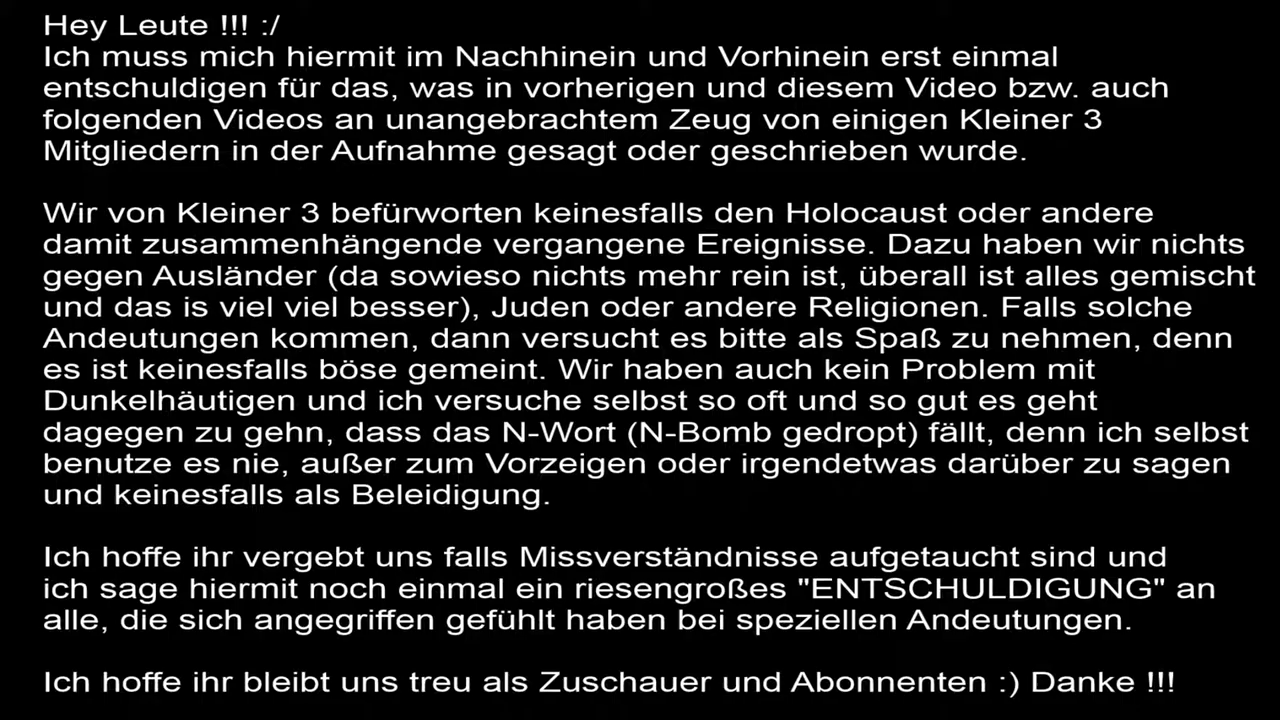 Hey Leute !!! :/
Ich muss mich hiermit im Nachhinein und Vorhinein erst einmal
entschuldigen für das, was in vorherigen und diesem Video bzw. auch
folgenden Videos an unangebrachtem Zeug von einigen Kleiner 3
Mitgliedern in der Aufnahme gesagt oder geschrieben wurde.
Wir von Kleiner 3 befürworten keinesfalls den Holocaust oder andere
damit zusammenhängende vergangene Ereignisse. Dazu haben wir nichts
gegen Ausländer (da sowieso nichts mehr rein ist, überall ist alles gemischt
und das is viel viel besser), Juden oder andere Religionen. Falls solche
Andeutungen kommen, dann versucht es bitte als Spaß zu nehmen, denn
es ist keinesfalls böse gemeint. Wir haben auch kein Problem mit
Dunkelhäutigen und ich versuche selbst so oft und so gut es geht
dagegen zu gehn, dass das N-Wort (N-Bomb gedropt) fällt, denn ich selbst
benutze es nie, außer zum Vorzeigen oder irgendetwas darüber zu sagen
und keinesfalls als Beleidigung.
Ich hoffe ihr vergebt uns falls Missverständnisse aufgetaucht sind und
ich sage hiermit noch einmal ein riesengroßes "ENTSCHULDIGUNG" an
alle, die sich angegriffen gefühlt haben bei speziellen Andeutungen.
Ich hoffe ihr bleibt uns treu als Zuschauer und Abonnenten :) Danke !!!